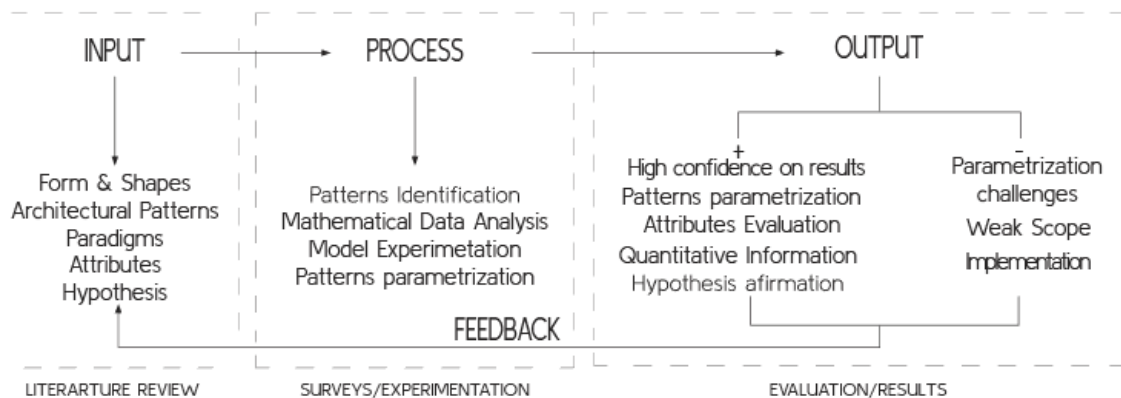 INPUT
PROCESS
OUTPUT
Form & Shapes
Architectural Patterns
Paradigms
Attributes
Hypothesis
Patterns Identification
Mathematical Data Analysis
Model Experimetation
Patterns parametrization
+
High confidence on results
Patterns parametrization
Attributes Evaluation
Quantitative Information
Hypothesis afirmation
-
Parametrization
challenges
Weak Scope
Implementation
FEEDBACK
LITERARTURE REVIEW
SURVEYS/EXPERIMENTATION
EVALUATION/RESULTS